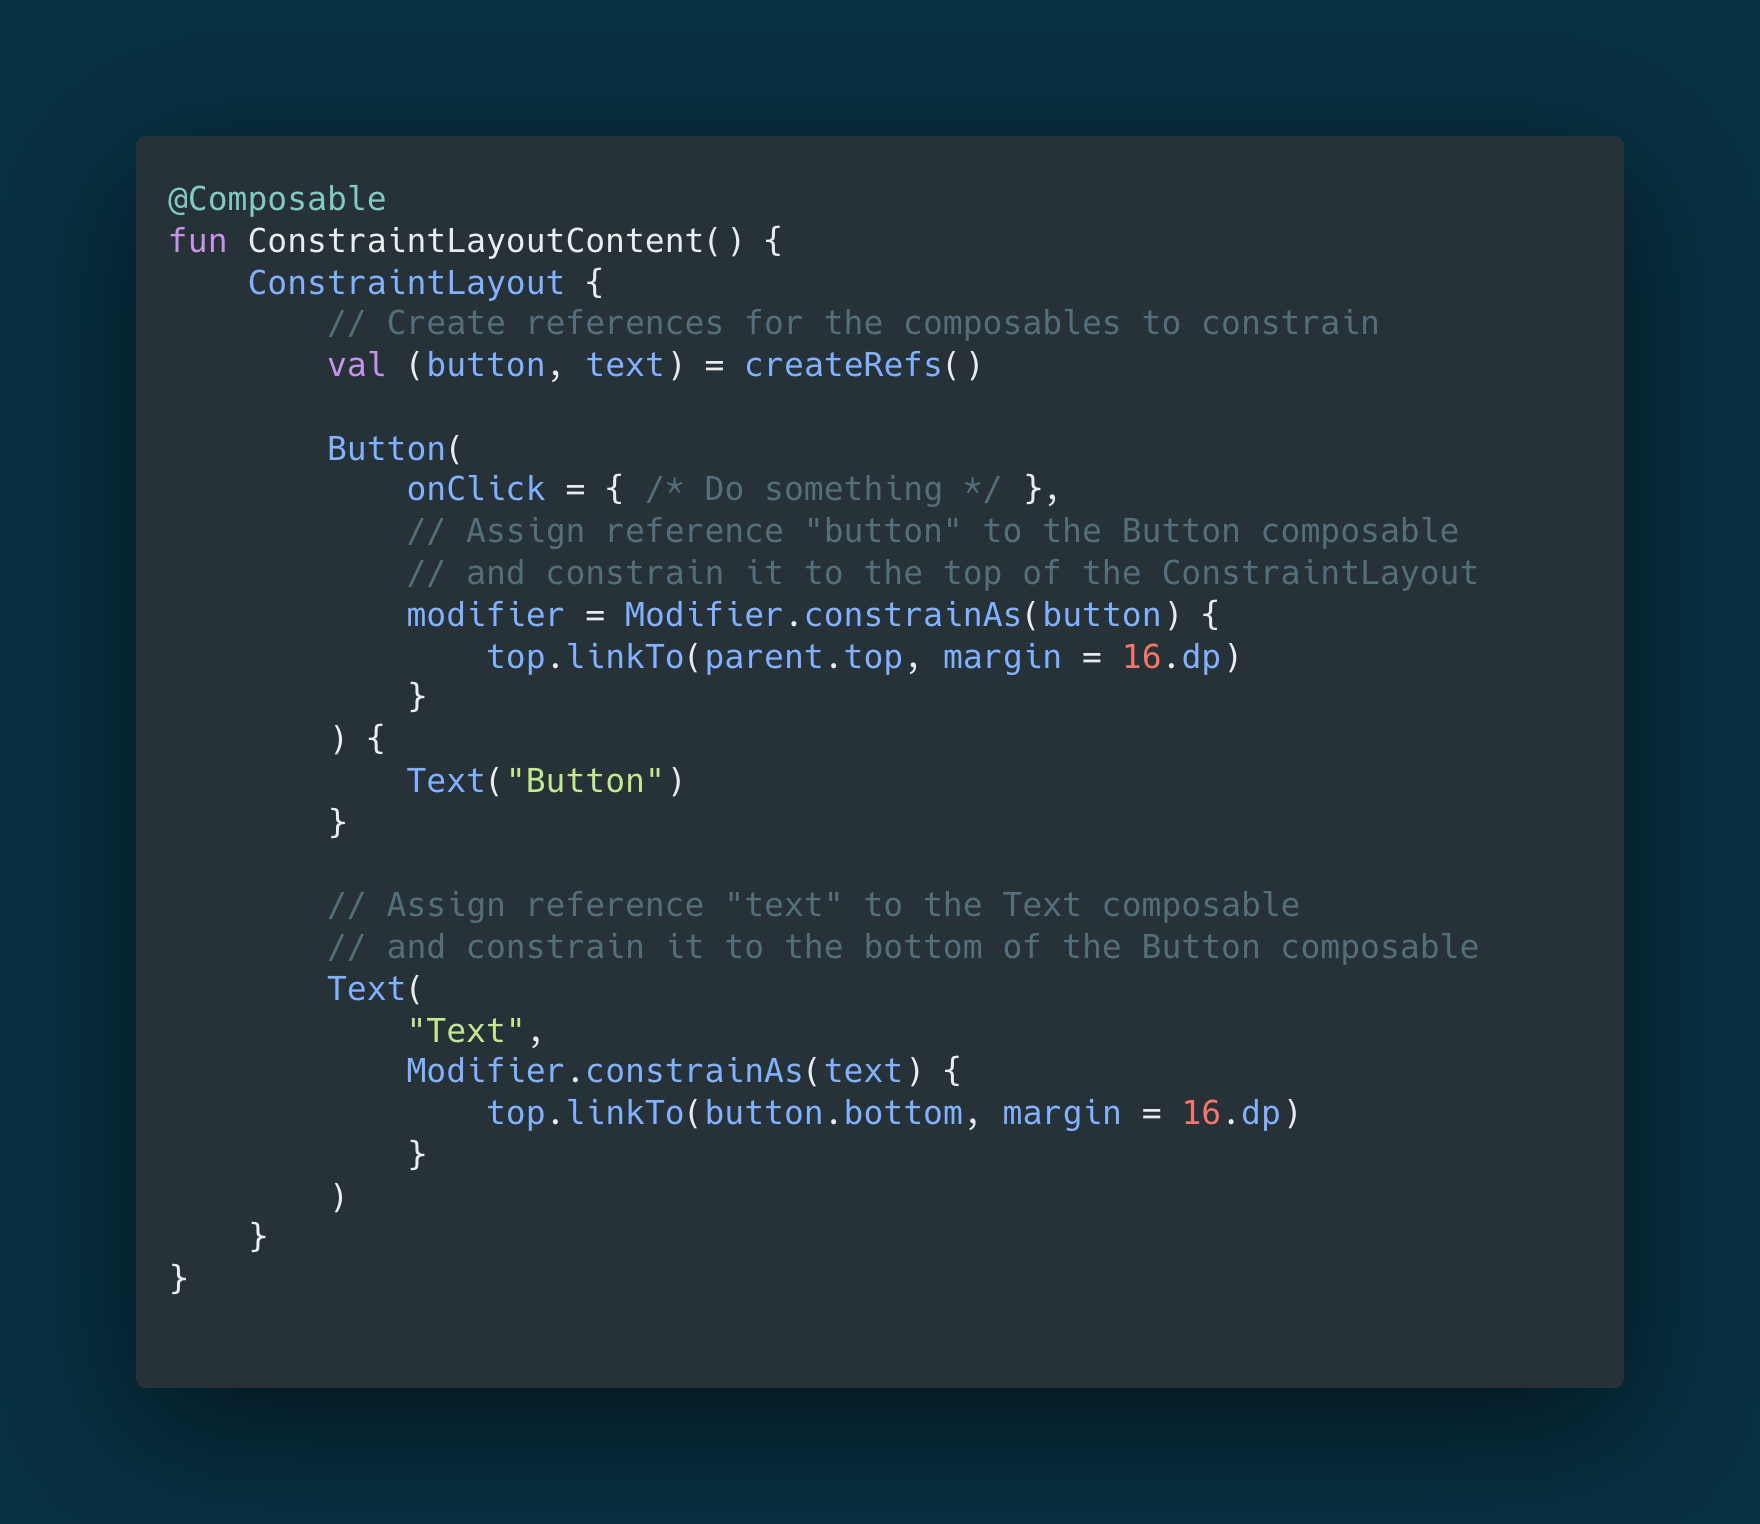 @Composable
fun ConstraintLayoutContent() {
    ConstraintLayout {
        // Create references for the composables to constrain
        val (button, text) = createRefs()

        Button(
            onClick = { /* Do something */ },
            // Assign reference "button" to the Button composable
            // and constrain it to the top of the ConstraintLayout
            modifier = Modifier.constrainAs(button) {
                top.linkTo(parent.top, margin = 16.dp)
            }
        ) {
            Text("Button")
        }

        // Assign reference "text" to the Text composable
        // and constrain it to the bottom of the Button composable
        Text(
            "Text",
            Modifier.constrainAs(text) {
                top.linkTo(button.bottom, margin = 16.dp)
            }
        )
    }
}